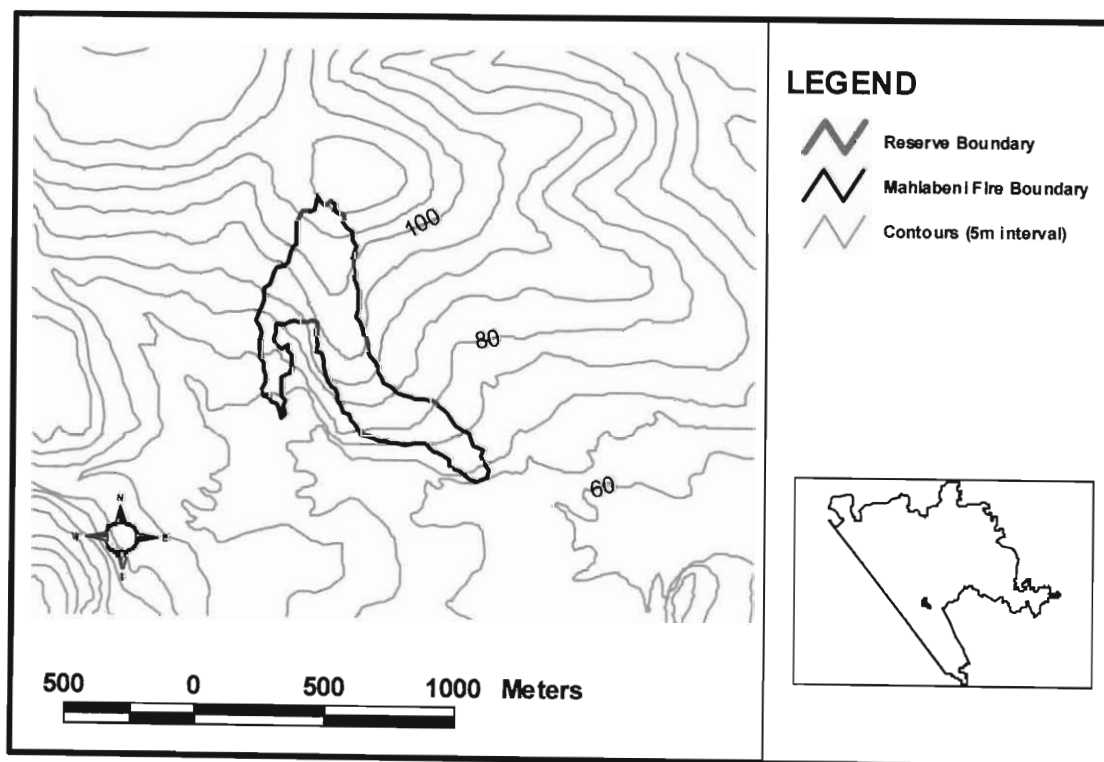 LEGEND
Reserve Boundary
Mahlabeni Fire Boundary
Contours (5m interval)
100
80
60
N
W E
S
500 0 500 1000 Meters